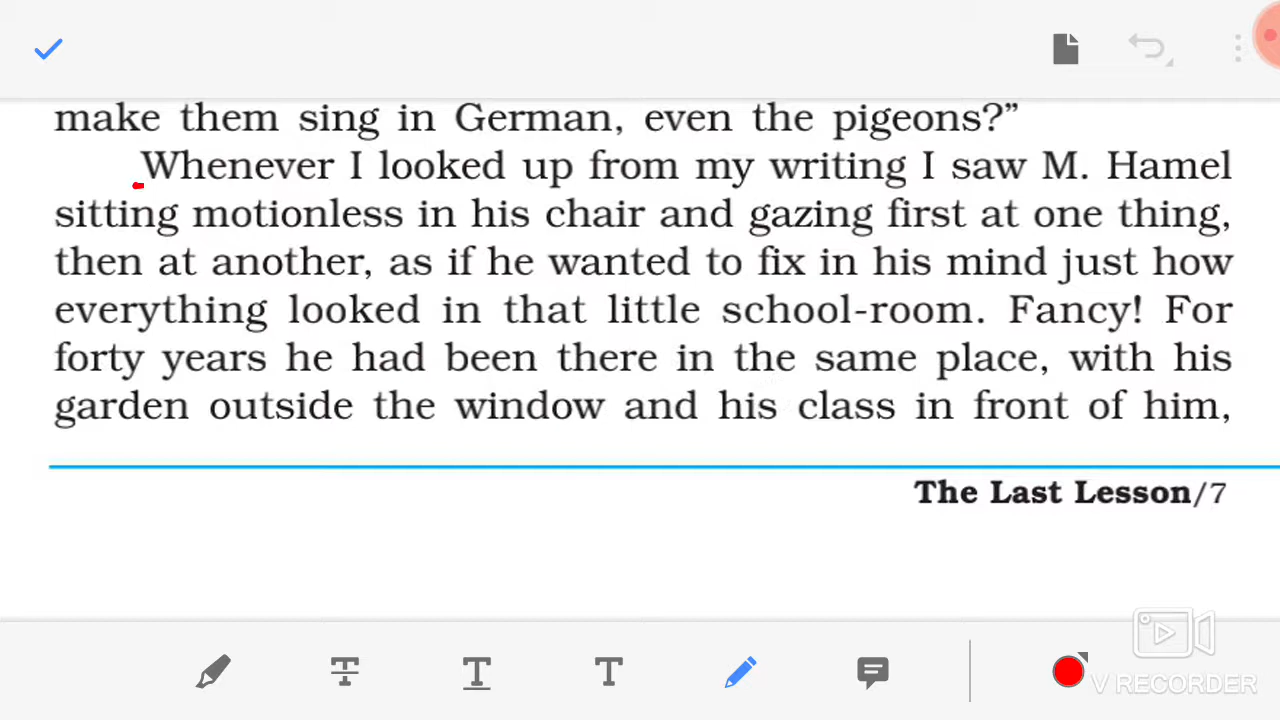 make them sing in German, even the pigeons?”
Whenever I looked up from my writing I saw M. Hamel
sitting motionless in his chair and gazing first at one thing,
then at another, as if he wanted to fix in his mind just how
everything looked in that little school-room. Fancy! For
forty years he had been there in the same place, with his
garden outside the window and his class in front of him,
The Last Lesson/7
T T T
V RECORDER